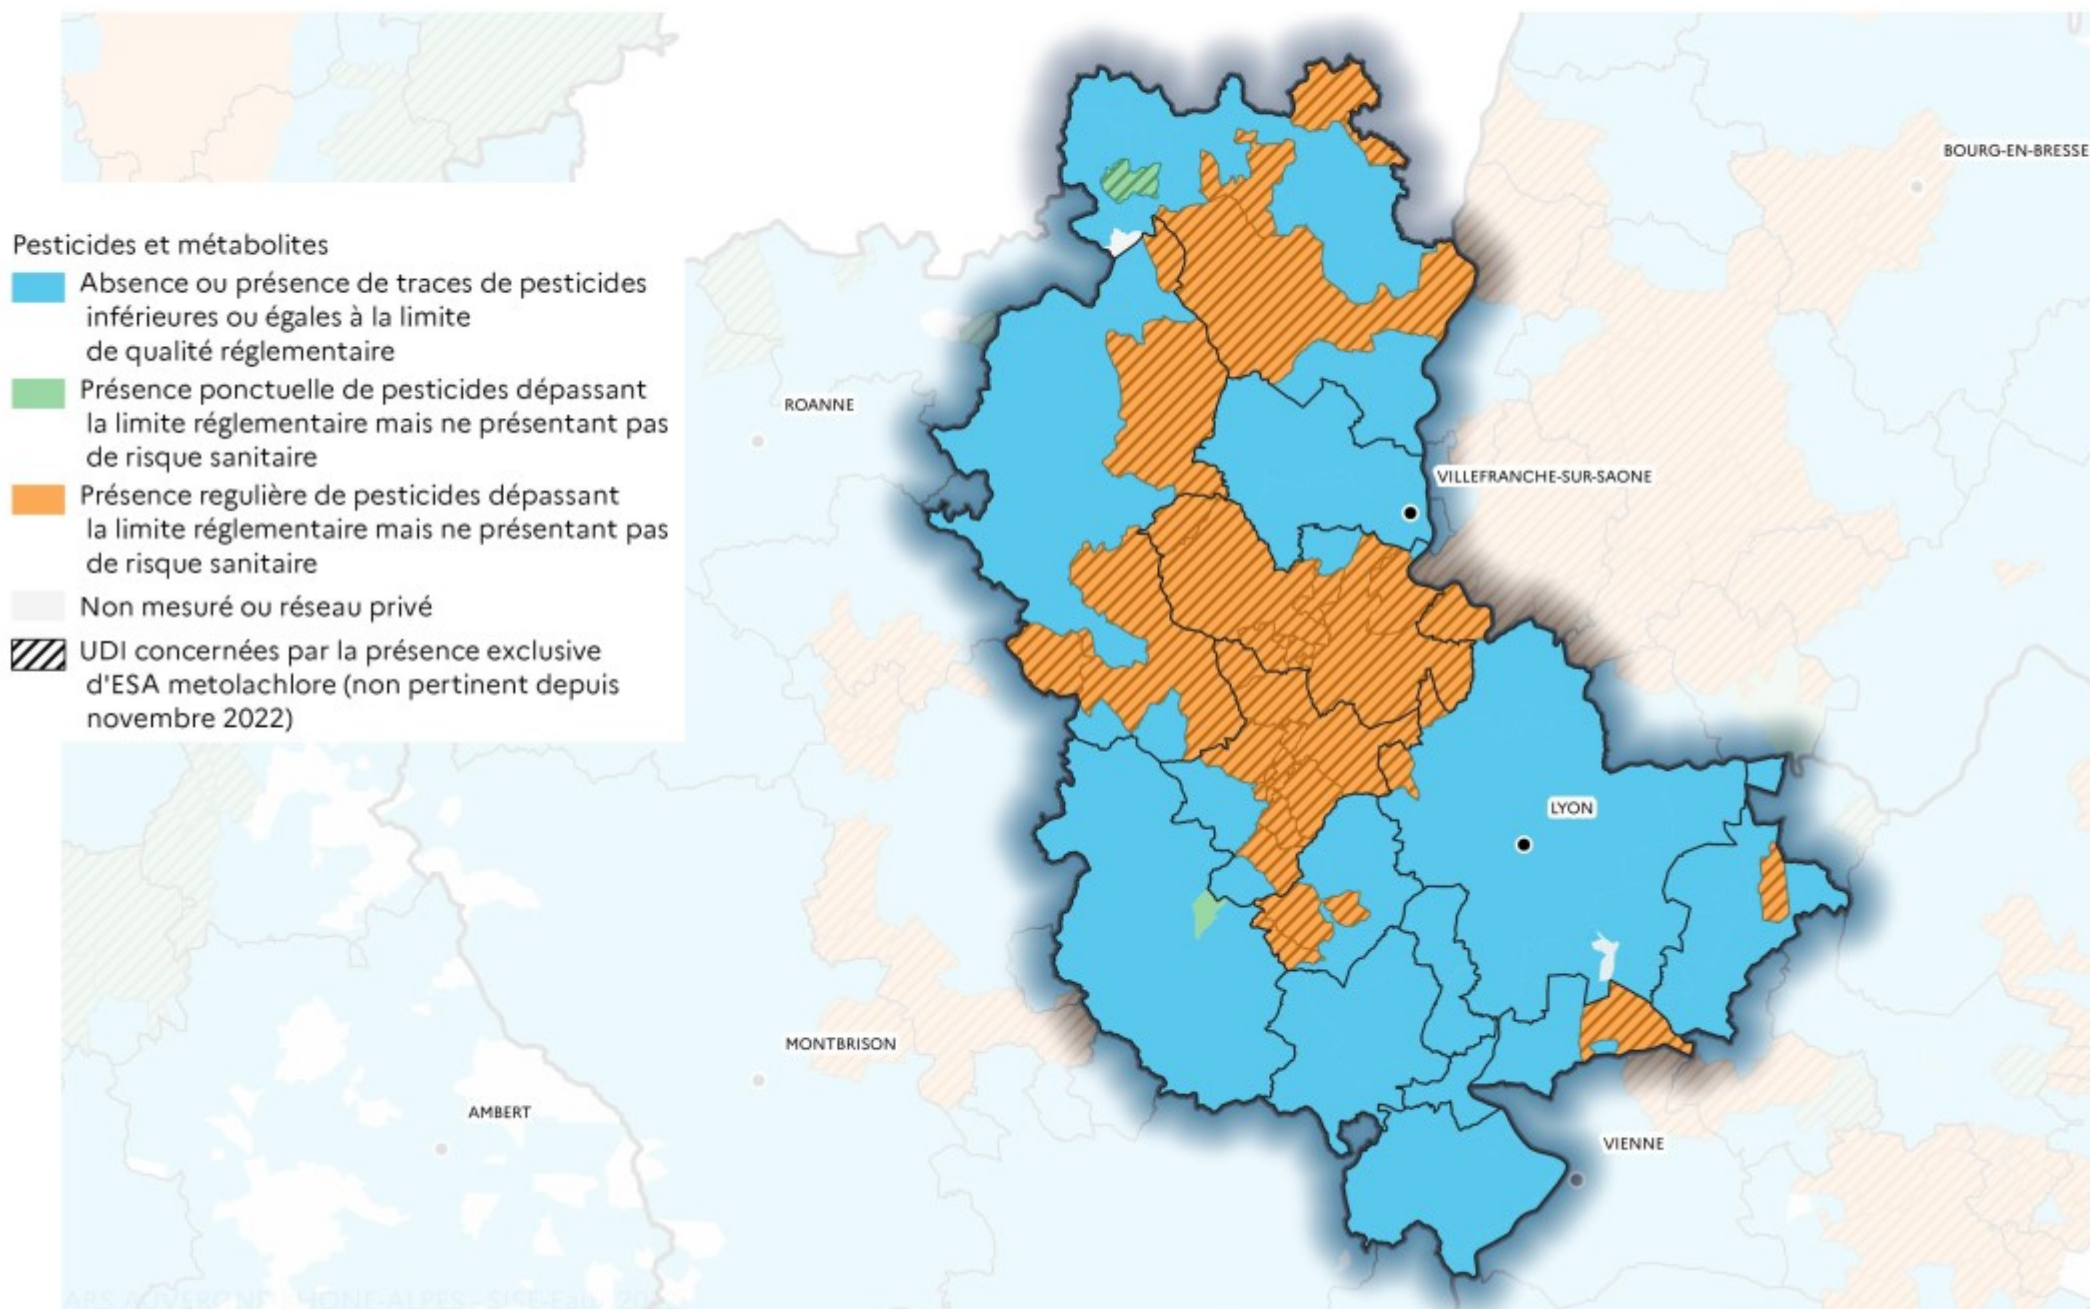 Pesticides et métabolites
Absence ou présence de traces de pesticides
inférieures ou égales à la limite
de qualité réglementaire
Présence ponctuelle de pesticides dépassant
la limite réglementaire mais ne présentant pas
de risque sanitaire
Présence regulière de pesticides dépassant
la limite réglementaire mais ne présentant pas
de risque sanitaire
Non mesuré ou réseau privé
UDI concernées par la présence exclusive
d'ESA metolachlore (non pertinent depuis
novembre 2022)
BOURG-EN-BRESSE
ROANNE
VILLEFRANCHE-SUR-SAONE
LYON
MONTBRISON
AMBERT
VIENNE